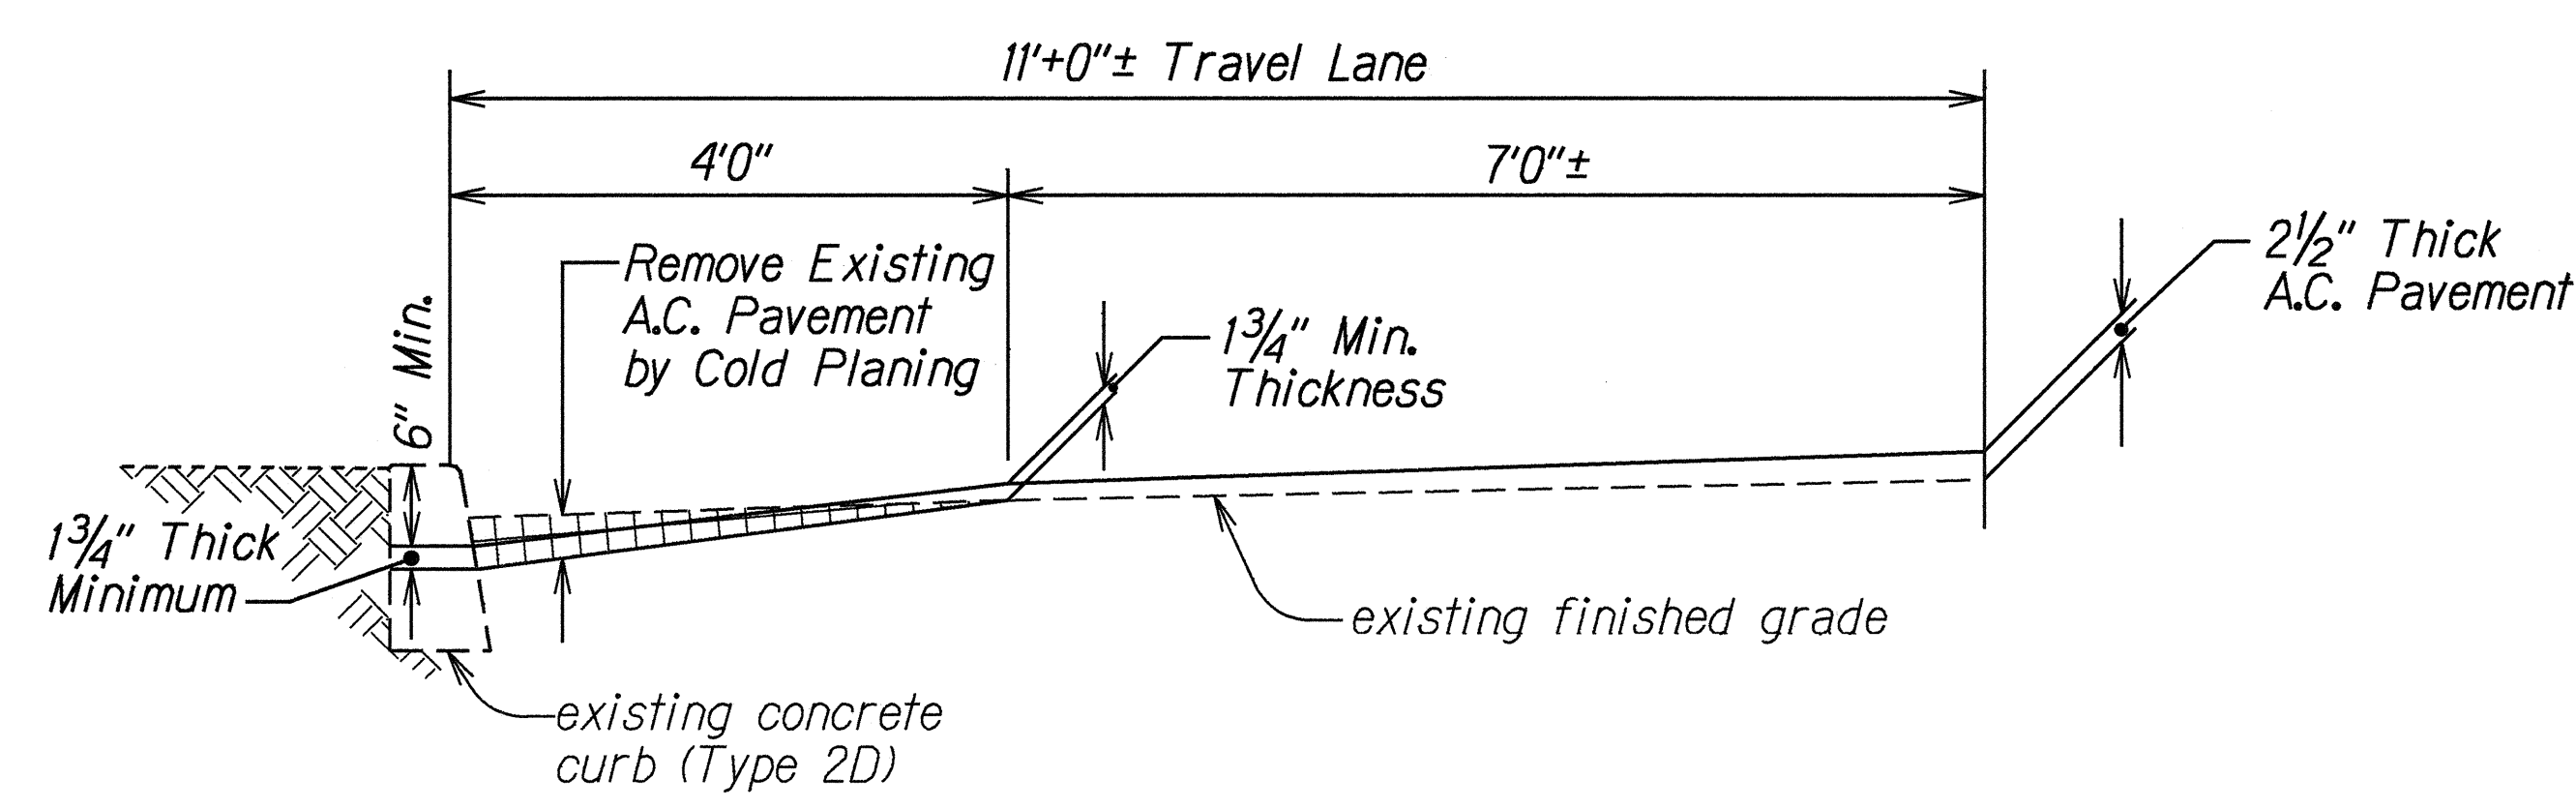 11'+0"± Travel Lane
4'0"
7'0"±
6" Min.
Remove Existing
A.C. Pavement
by Cold Planing
1¾" Min.
Thickness
2½" Thick
A.C. Pavement
1¾" Thick
Minimum
existing finished grade
existing concrete
curb (Type 2D)